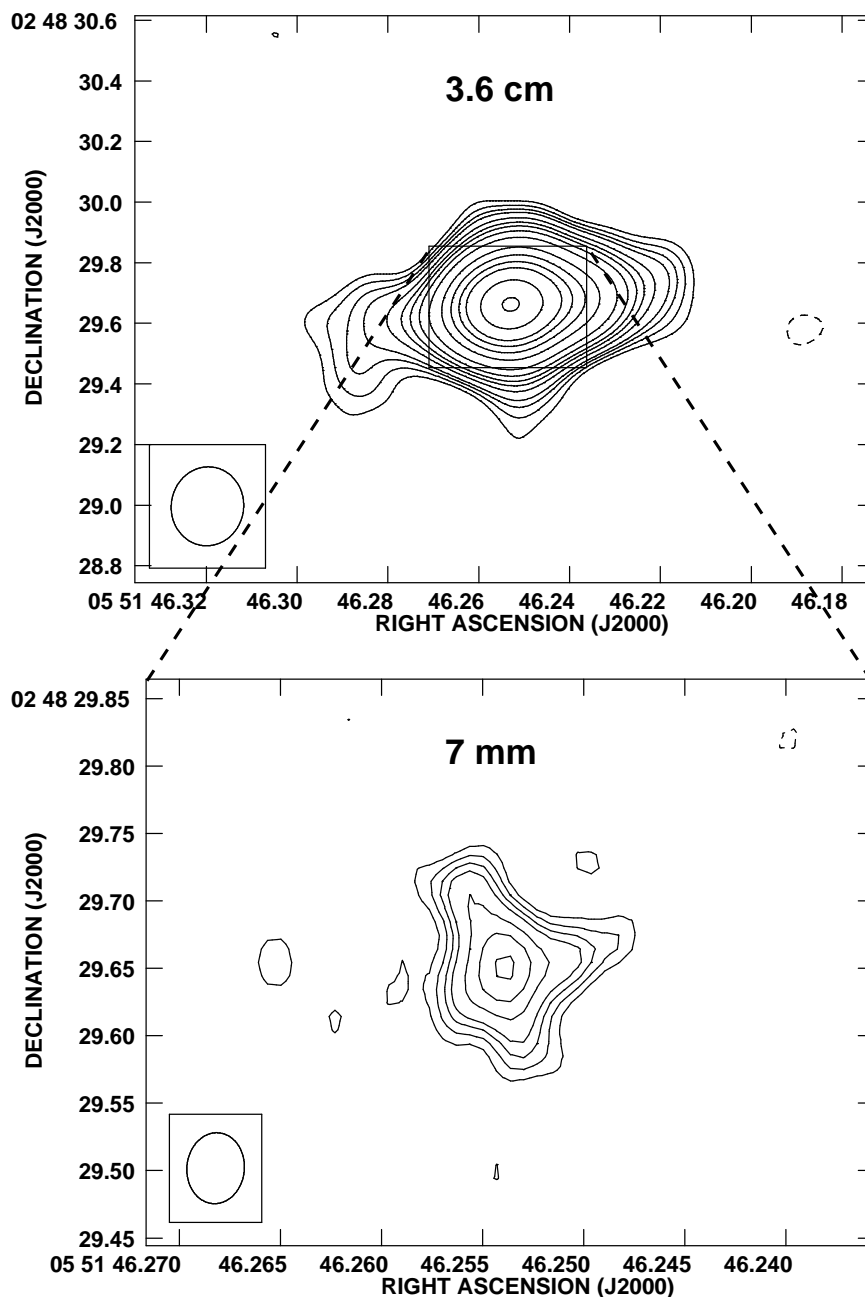 02 48 30.6
30.4
30.2
30.0
29.8
29.6
29.4
29.2
29.0
28.8
DECLINATION (J2000)
3.6 cm
05 51 46.32 46.30 46.28 46.26 46.24 46.22 46.20 46.18
RIGHT ASCENSION (J2000)
02 48 29.85
29.80
29.75
29.70
29.65
29.60
29.55
29.50
29.45
DECLINATION (J2000)
7 mm
05 51 46.270 46.265 46.260 46.255 46.250 46.245 46.240
RIGHT ASCENSION (J2000)